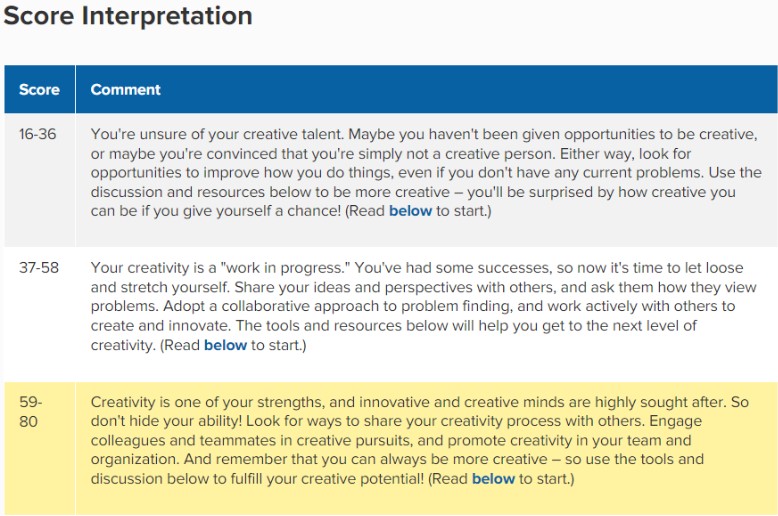 Score Interpretation
Score Comment
16-36 You're unsure of your creative talent. Maybe you haven't been given opportunities to be creative,
or maybe you're convinced that you're simply not a creative person. Either way, look for
opportunities to improve how you do things, even if you don't have any current problems. Use the
discussion and resources below to be more creative – you'll be surprised by how creative you
can be if you give yourself a chance! (Read below to start.)
37-58 Your creativity is a "work in progress." You've had some successes, so now it's time to let loose
and stretch yourself. Share your ideas and perspectives with others, and ask them how they view
problems. Adopt a collaborative approach to problem finding, and work actively with others to
create and innovate. The tools and resources below will help you get to the next level of
creativity. (Read below to start.)
59- Creativity is one of your strengths, and innovative and creative minds are highly sought after. So
80 don't hide your ability! Look for ways to share your creativity process with others. Engage
colleagues and teammates in creative pursuits, and promote creativity in your team and
organization. And remember that you can always be more creative – so use the tools and
discussion below to fulfill your creative potential! (Read below to start.)